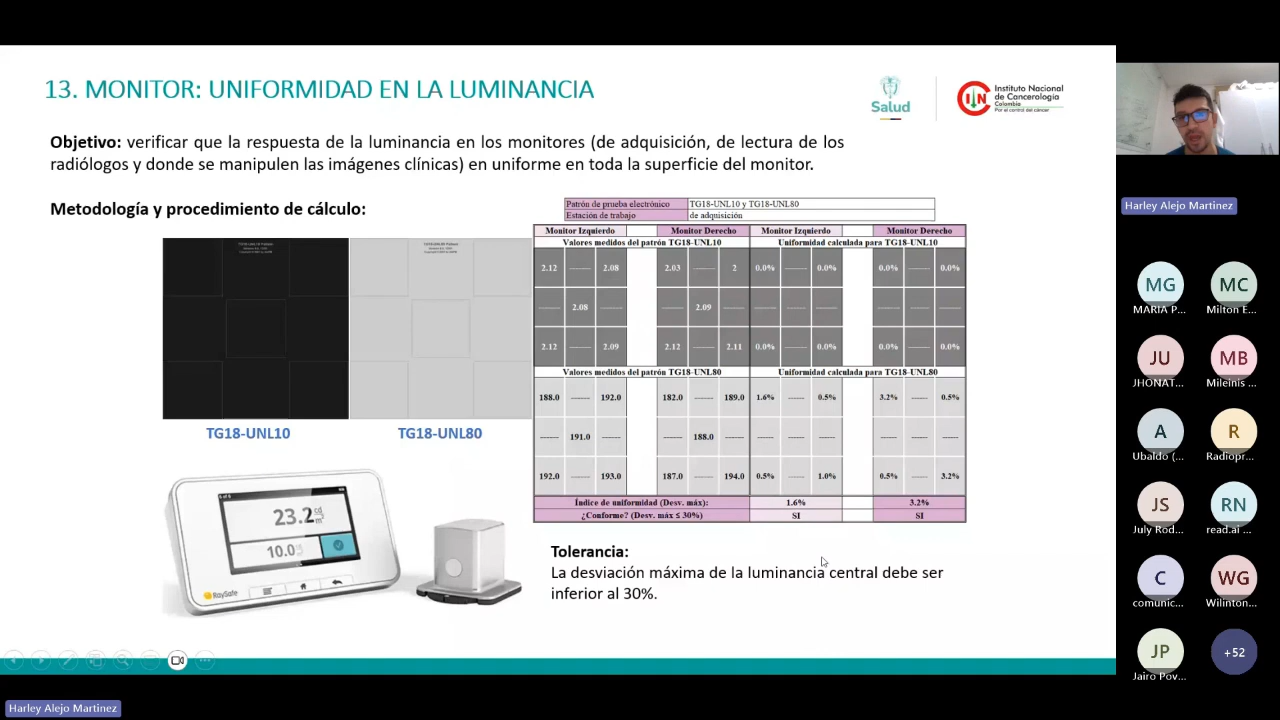 13. MONITOR: UNIFORMIDAD EN LA LUMINANCIA
Salud
Instituto Nacional
de Cancerología
Colombia
Por el control del cáncer
Objetivo: verificar que la respuesta de la luminancia en los monitores (de adquisición, de lectura de los
radiólogos y donde se manipulen las imágenes clínicas) en uniforme en toda la superficie del monitor.
Metodología y procedimiento de cálculo:
Patrón de prueba electrónico TG18-UNL10 y TG18-UNL80
Estación de trabajo de adquisición
Monitor Izquierdo Monitor Derecho Monitor Izquierdo Monitor Derecho
Valores medidos del patrón TG18-UNL10 Uniformidad calculada para TG18-UNL10
2.12 ------ 2.08 2.03 ------ 2 0.0% ------ 0.0% 0.0% ------ 0.0%
------ 2.08 ------ ------ 2.09 ------ ------ ------ ------ ------ ------ ------
2.12 ------ 2.09 2.12 ------ 2.11 0.0% ------ 0.0% 0.0% ------ 0.0%
Valores medidos del patrón TG18-UNL80 Uniformidad calculada para TG18-UNL80
188.0 ------ 192.0 182.0 ------ 189.0 1.6% ------ 0.5% 3.2% ------ 0.5%
------ 191.0 ------ ------ 188.0 ------ ------ ------ ------ ------ ------ ------
192.0 ------ 193.0 187.0 ------ 194.0 0.5% ------ 1.0% 0.5% ------ 3.2%
Índice de uniformidad (Desv. máx): 1.6% 3.2%
¿Conforme? (Desv. máx ≤ 30%) SI SI
TG18-UNL10 TG18-UNL80
23.2 cd/m²
10.0
RaySafe
Tolerancia:
La desviación máxima de la luminancia central debe ser
inferior al 30%.
Harley Alejo Martinez
MG MC
MARIA P... Milton E...
JU MB
JHONAT... Mileinis ...
A R
Ubaldo (... Radiopr...
JS RN
July Rod... read.ai ...
C WG
comunic... Wilinton...
JP +52
Jairo Pov...
Harley Alejo Martinez